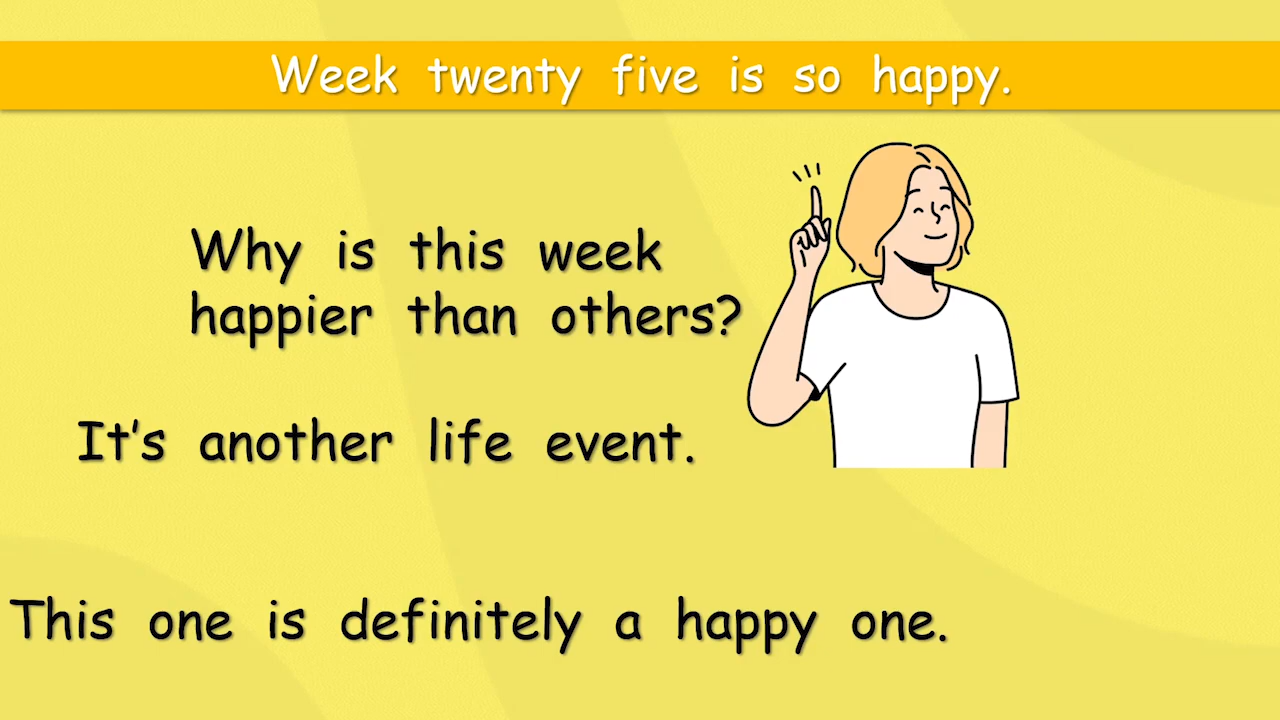 Week twenty five is so happy.
Why is this week
happier than others?
It's another life event.
This one is definitely a happy one.